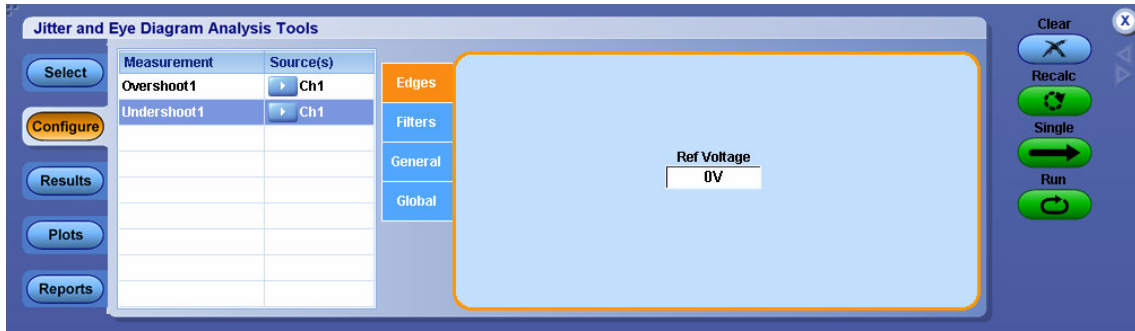 Jitter and Eye Diagram Analysis Tools
Select
Configure
Results
Plots
Reports
Measurement Source(s)
Overshoot1 Ch1
Undershoot1 Ch1
Edges
Filters
General
Global
Ref Voltage
0V
Clear
X
Recalc
Single
Run